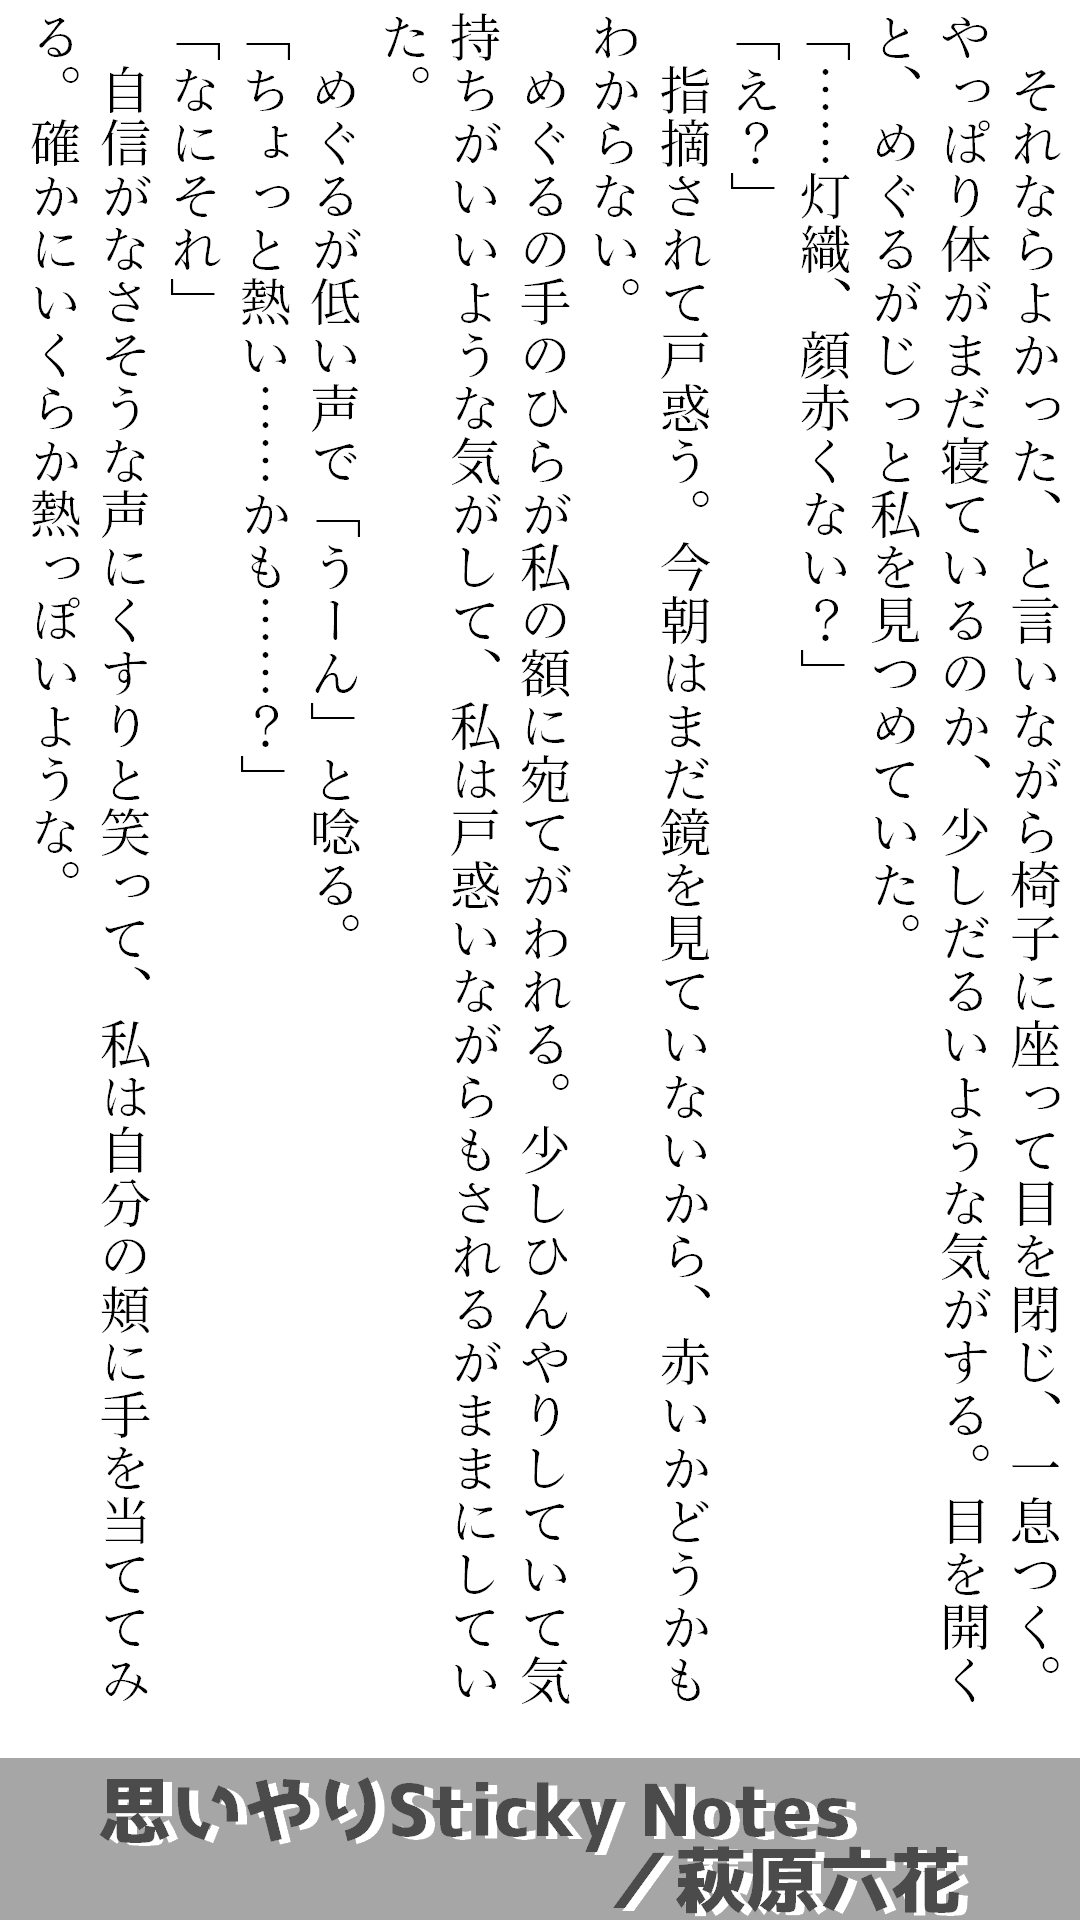 それならよかった、と言いながら椅子に座って目を閉じ、一息つく。
やっぱり体がまだ寝ているのか、少しだるいような気がする。目を開く
と、めぐるがじっと私を見つめていた。
「……灯織、顔赤くない？」
「え？」
　指摘されて戸惑う。今朝はまだ鏡を見ていないから、赤いかどうかも
わからない。
　めぐるの手のひらが私の額に宛てがわれる。少しひんやりしていて気
持ちがいいような気がして、私は戸惑いながらもされるがままにしてい
た。
　めぐるが低い声で「うーん」と唸る。
「ちょっと熱い……かも……？」
「なにそれ」
　自信がなさそうな声にくすりと笑って、私は自分の頬に手を当ててみ
る。確かにいくらか熱っぽいような。
思いやりSticky Notes
／萩原六花